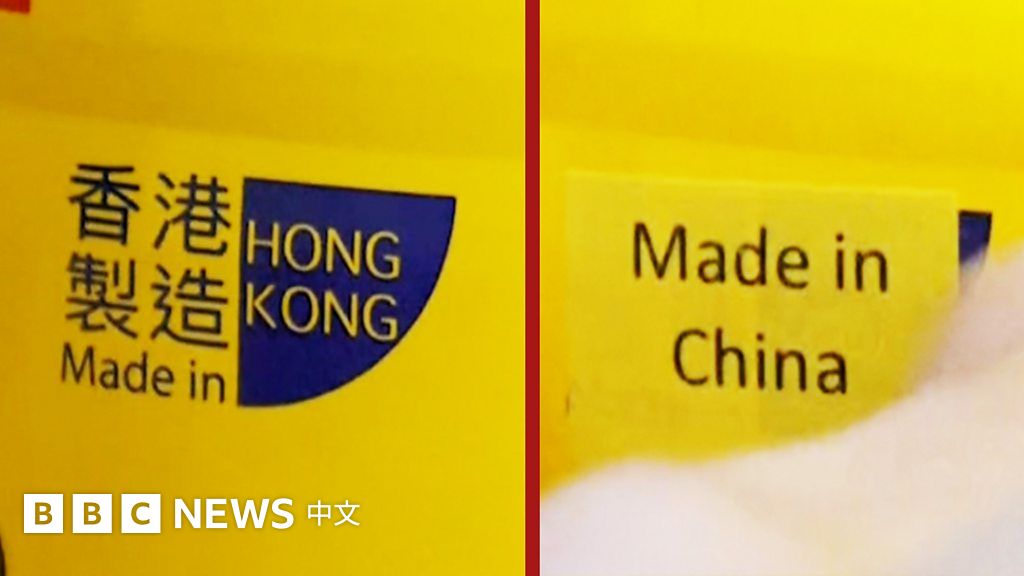 香港
製造
Made in
HONG
KONG
Made in
China
BBC NEWS 中文